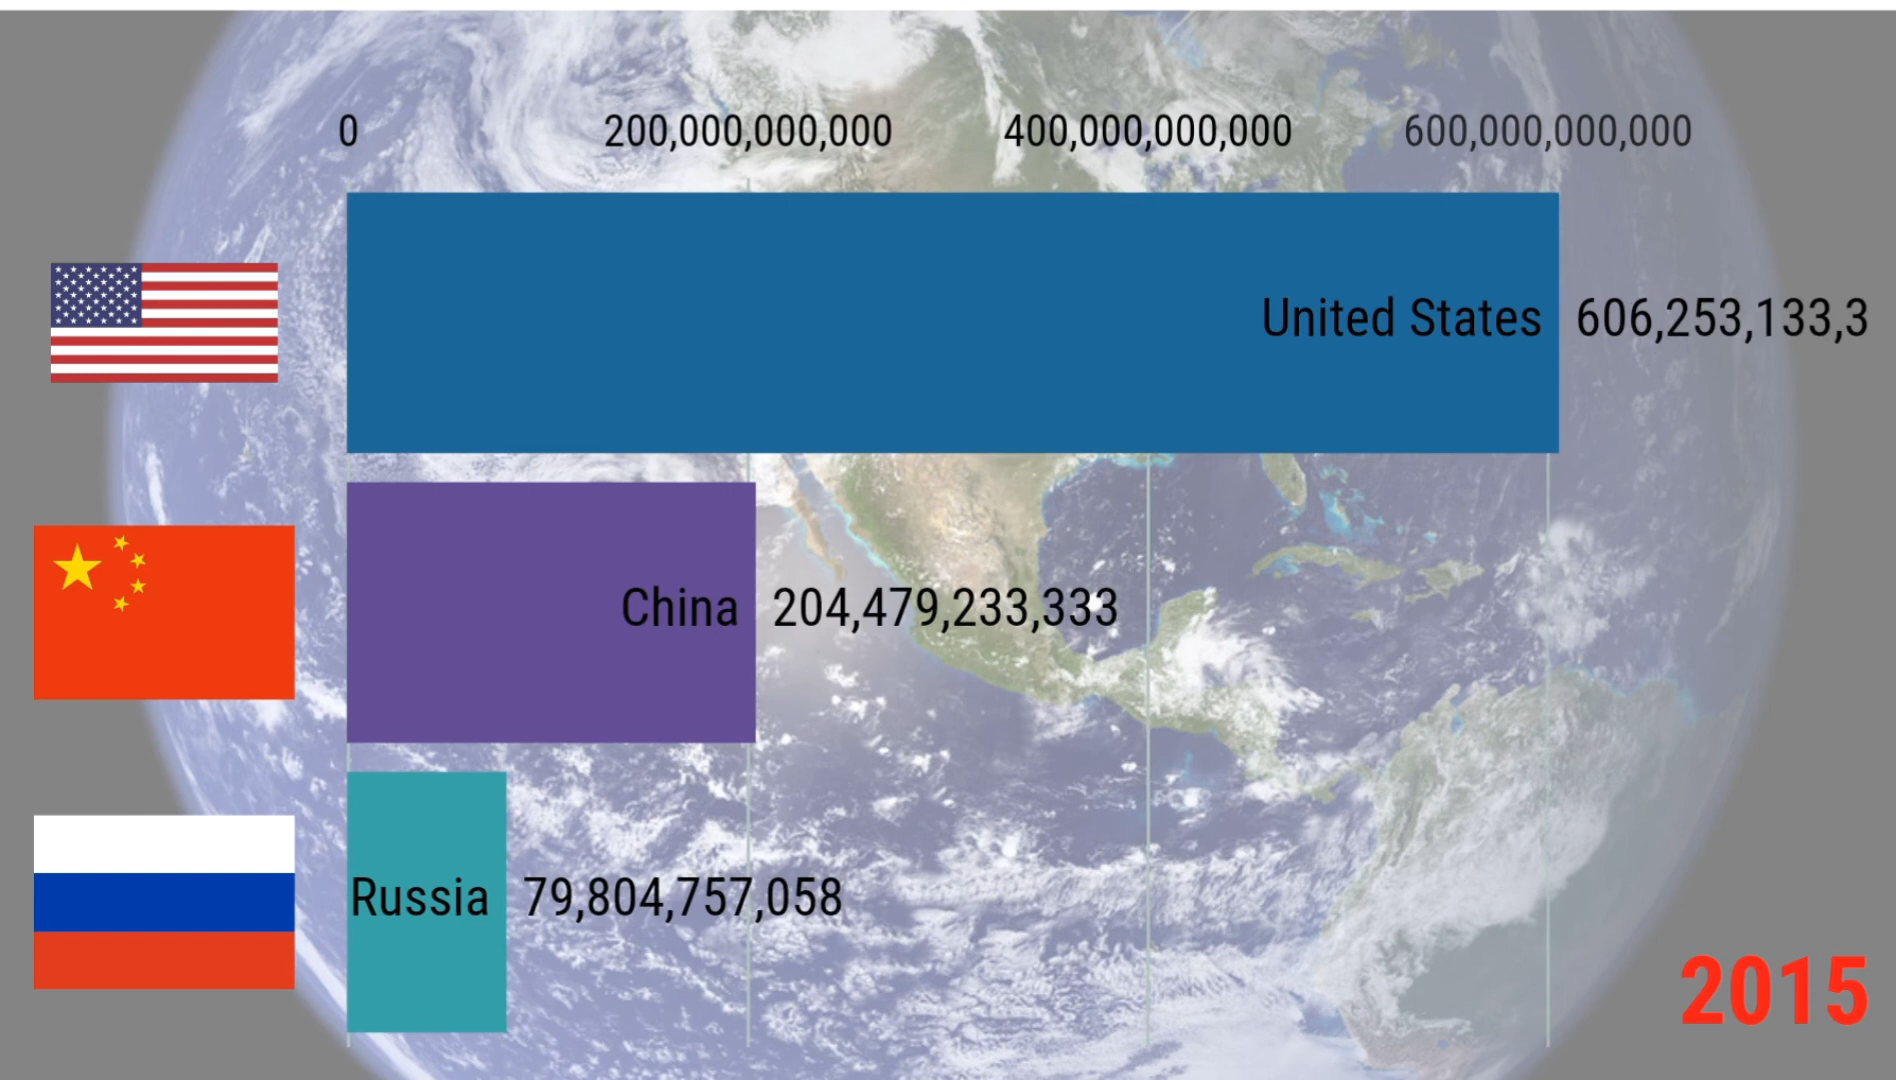 0 200,000,000,000 400,000,000,000 600,000,000,000
United States 606,253,133,3
China 204,479,233,333
Russia 79,804,757,058
2015